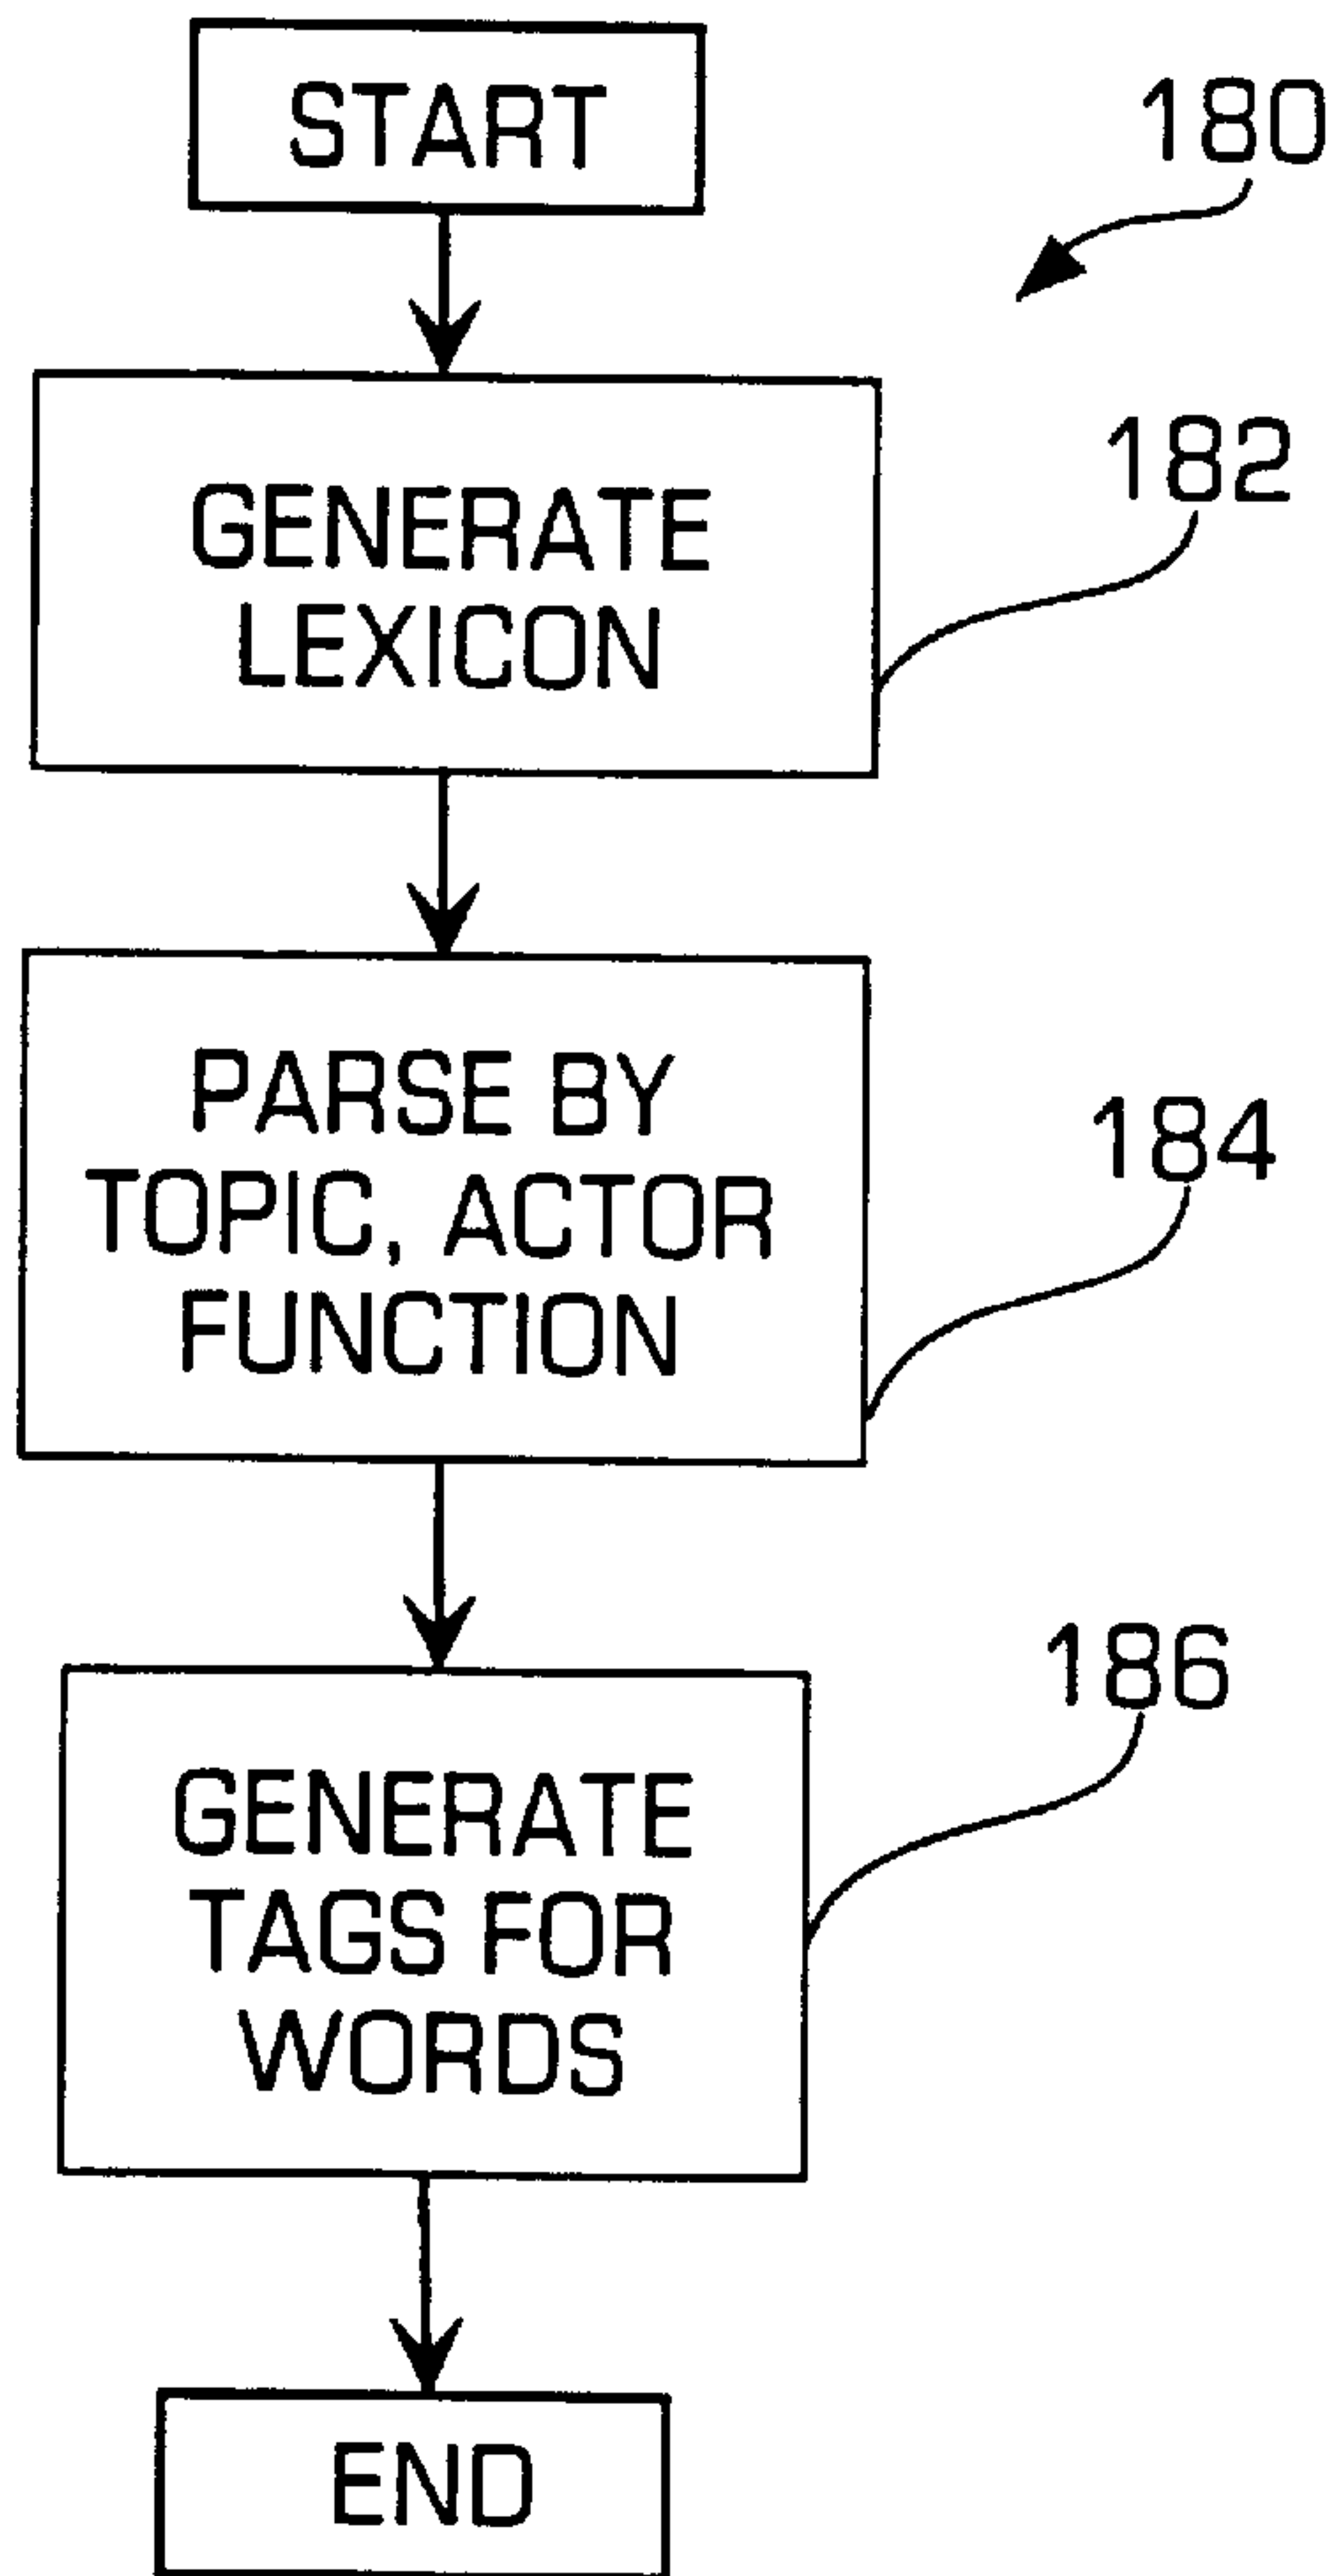 START
180
GENERATE
LEXICON
182
PARSE BY
TOPIC, ACTOR
FUNCTION
184
GENERATE
TAGS FOR
WORDS
186
END